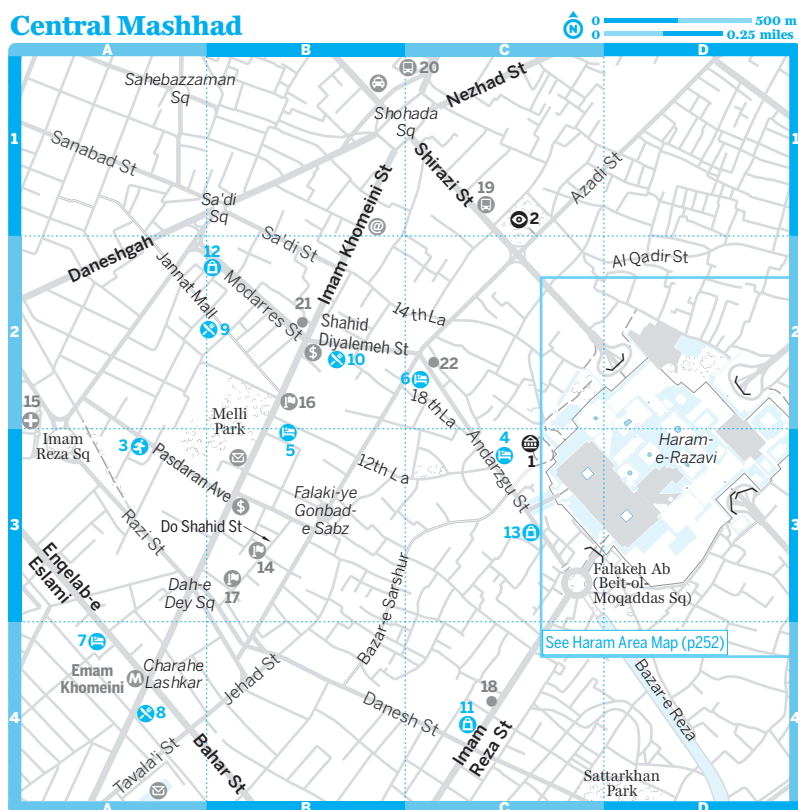 Central Mashhad
N
0 500 m
0 0.25 miles
A B C D
1
1
Sahebazzaman
Sq
20
Nezhad St
Shohada
Sq
Sanabad St
Shirazi St
Azadi St
19
2
Sa'di
Sq
Imam Khomeini St
@
Sa'di St
Daneshgah
12
Jannat Mall
Al Qadir St
Modarres St
21
14 th La
2
2
9
Shahid
Diyalemeh St
$
10
22
6
18 th La
15
16
Melli
Park
Imam
Reza Sq
3
5
4
1
Andarzgu St
Haram-
e-Razavi
Pasdaran Ave
12th La
Falaki-ye
Gonbad-
e Sabz
$
3
3
Razi St
Do Shahid St
13
14
Enqelab-e
Eslami
17
Dah-e
Dey Sq
Bazar-e Sarshur
Falakeh Ab
(Beit-ol-
Moqaddas Sq)
7
See Haram Area Map (p252)
Emam
Khomeini
M
Charahe
Lashkar
Jehad St
Bazar-e Reza
18
11
Danesh St
4
4
8
Imam
Reza St
Bahar St
Tavala'i St
Sattarkhan
Park
A B C D